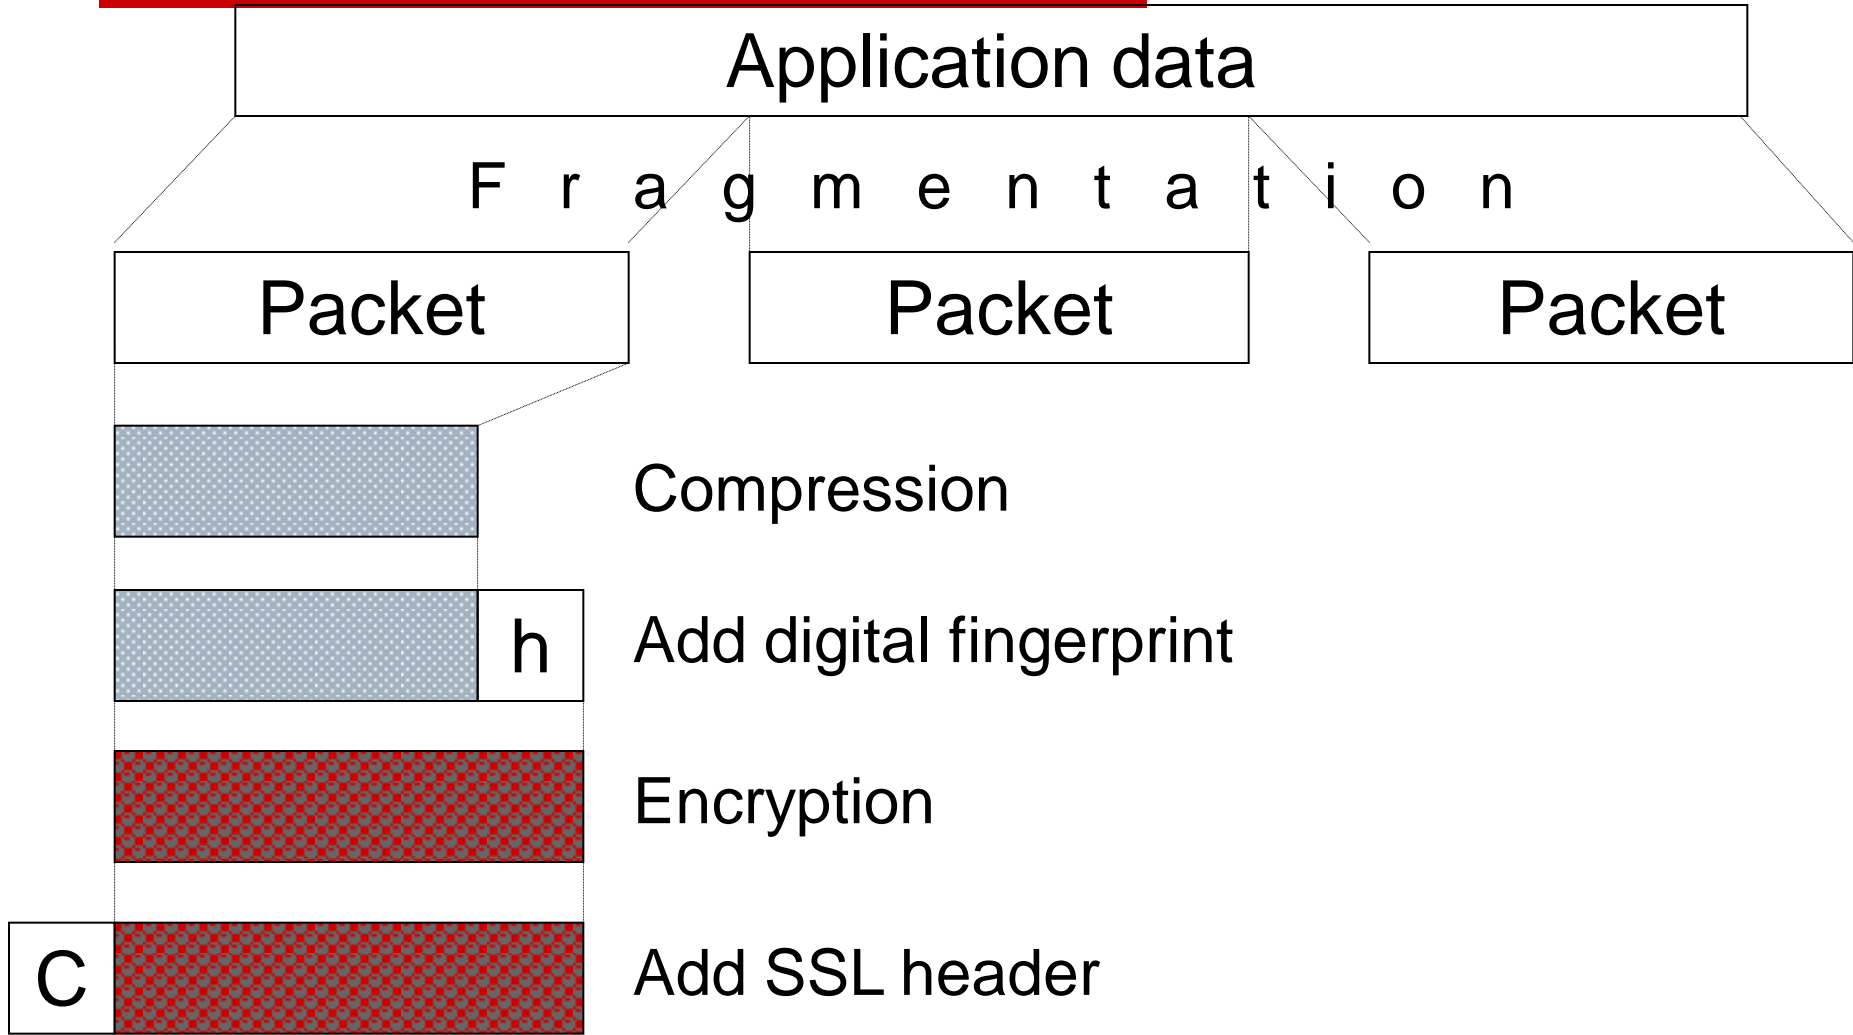 Application data
F r a g m e n t a t i o n
Packet Packet Packet
Compression
h Add digital fingerprint
Encryption
C Add SSL header